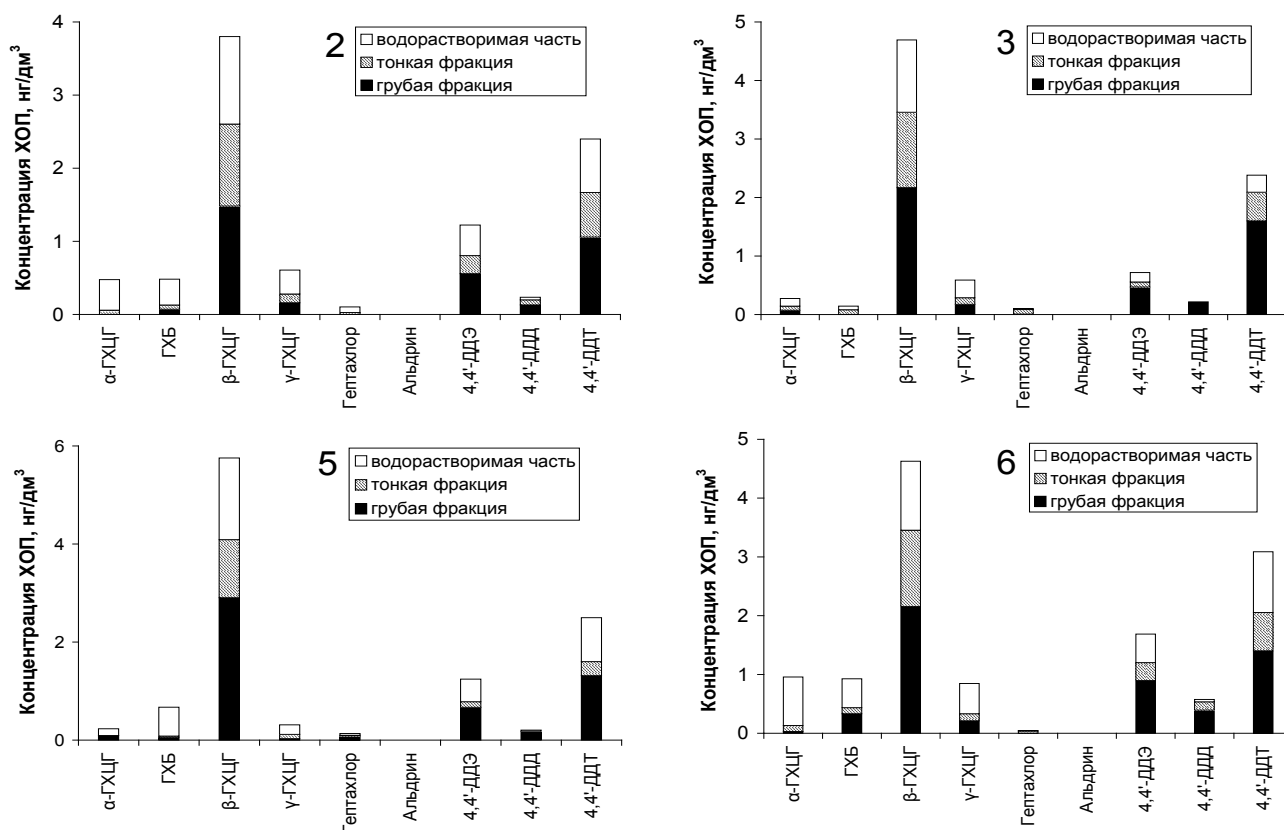 Концентрация ХОП, нг/дм³
4
3
2
1
0
2
водорастворимая часть
тонкая фракция
грубая фракция
α-ГХЦГ
ГХБ
β-ГХЦГ
γ-ГХЦГ
Гептахлор
Альдрин
4,4'-ДДЭ
4,4'-ДДД
4,4'-ДДТ
Концентрация ХОП, нг/дм³
5
4
3
2
1
0
3
водорастворимая часть
тонкая фракция
грубая фракция
α-ГХЦГ
ГХБ
β-ГХЦГ
γ-ГХЦГ
Гептахлор
Альдрин
4,4'-ДДЭ
4,4'-ДДД
4,4'-ДДТ
Концентрация ХОП, нг/дм³
6
4
2
0
5
водорастворимая часть
тонкая фракция
грубая фракция
α-ГХЦГ
ГХБ
β-ГХЦГ
γ-ГХЦГ
Гептахлор
Альдрин
4,4'-ДДЭ
4,4'-ДДД
4,4'-ДДТ
Концентрация ХОП, нг/дм³
5
4
3
2
1
0
6
водорастворимая часть
тонкая фракция
грубая фракция
α-ГХЦГ
ГХБ
β-ГХЦГ
γ-ГХЦГ
Гептахлор
Альдрин
4,4'-ДДЭ
4,4'-ДДД
4,4'-ДДТ